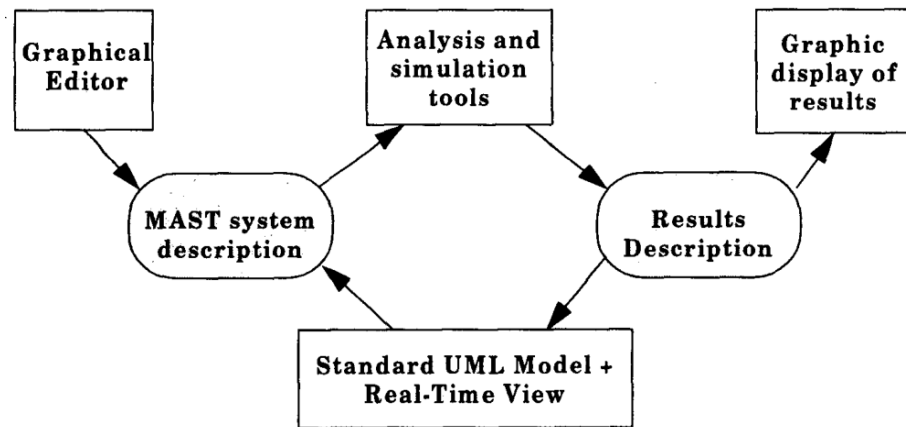 Graphical
Editor
Analysis and
simulation
tools
Graphic
display of
results
MAST system
description
Results
Description
Standard UML Model +
Real-Time View